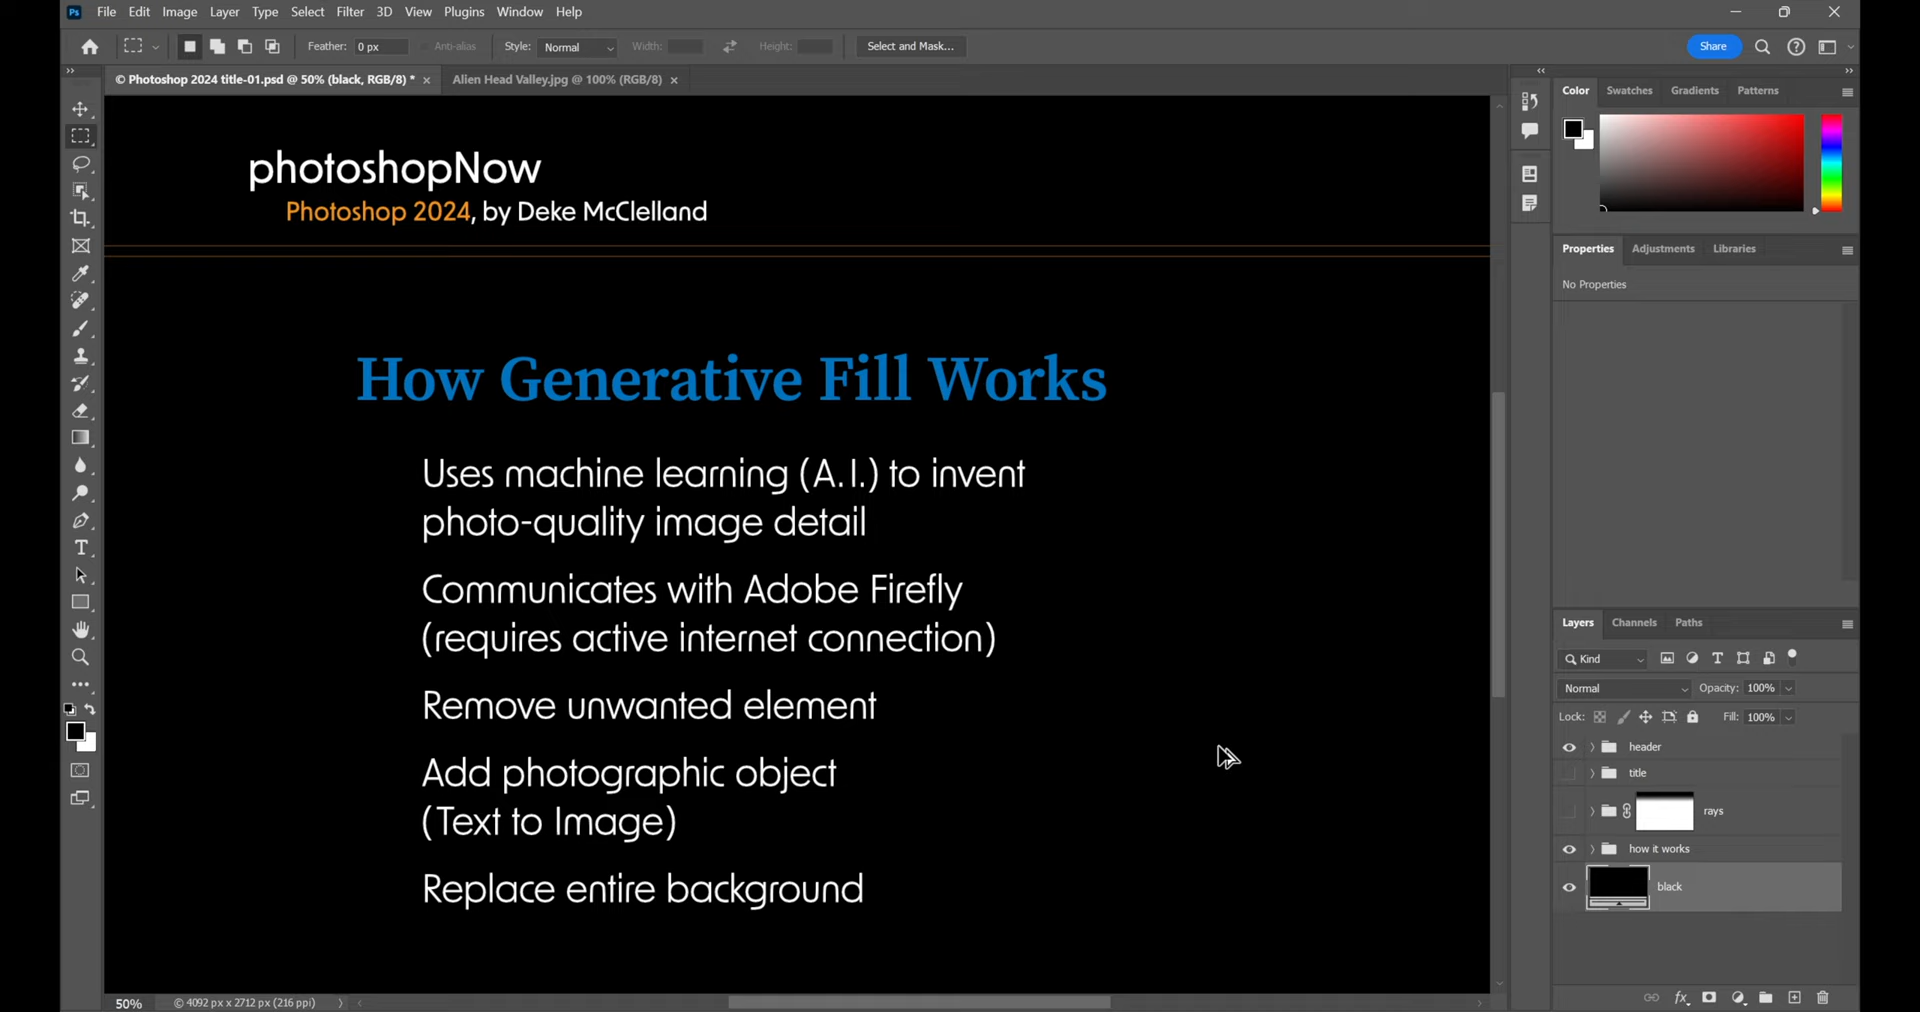 Ps File Edit Image Layer Type Select Filter 3D View Plugins Window Help
Feather: 0 px Anti-alias Style: Normal Width: Height: Select and Mask... Share
© Photoshop 2024 title-01.psd @ 50% (black, RGB/8) * Alien Head Valley.jpg @ 100% (RGB/8)
Color Swatches Gradients Patterns
photoshopNow
Photoshop 2024, by Deke McClelland
Properties Adjustments Libraries
No Properties
How Generative Fill Works
Uses machine learning (A.I.) to invent
photo-quality image detail
Communicates with Adobe Firefly
(requires active internet connection)
Remove unwanted element
Add photographic object
(Text to Image)
Replace entire background
Layers Channels Paths
Kind
Normal Opacity: 100%
Lock: Fill: 100%
header
title
rays
how it works
black
50% © 4092 px x 2712 px (216 ppi)
fx